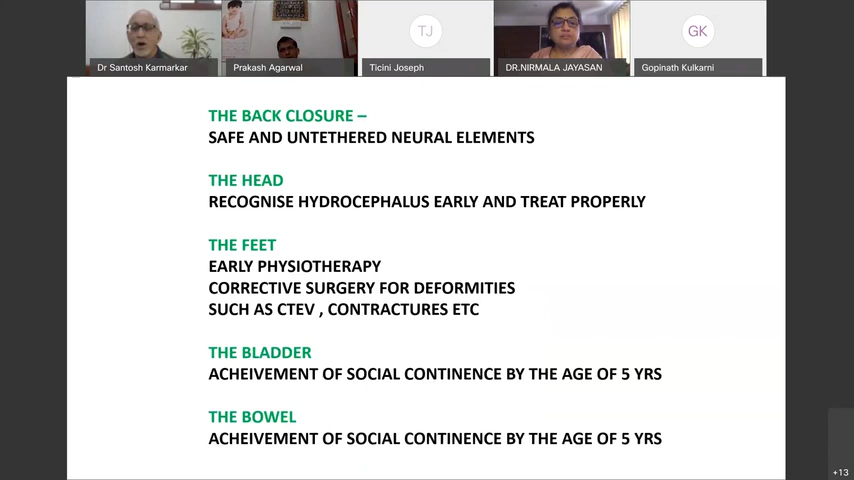 TJ
GK
Dr Santosh Karmarkar
Prakash Agarwal
Ticini Joseph
DR.NIRMALA JAYASAN
Gopinath Kulkarni
THE BACK CLOSURE –
SAFE AND UNTETHERED NEURAL ELEMENTS
THE HEAD
RECOGNISE HYDROCEPHALUS EARLY AND TREAT PROPERLY
THE FEET
EARLY PHYSIOTHERAPY
CORRECTIVE SURGERY FOR DEFORMITIES
SUCH AS CTEV , CONTRACTURES ETC
THE BLADDER
ACHEIVEMENT OF SOCIAL CONTINENCE BY THE AGE OF 5 YRS
THE BOWEL
ACHEIVEMENT OF SOCIAL CONTINENCE BY THE AGE OF 5 YRS
+13